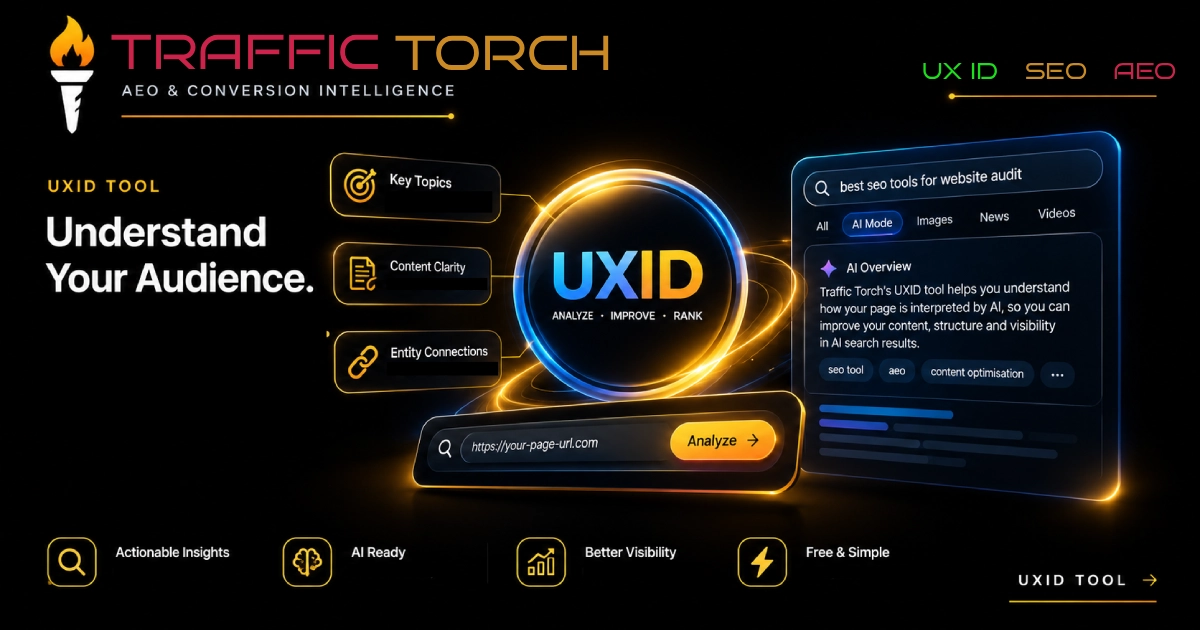 TRAFFIC TORCH
AEO & CONVERSION INTELLIGENCE
UX ID SEO AEO
UXID TOOL
Understand
Your Audience.
Key Topics
Content Clarity
Entity Connections
UXID
ANALYZE · IMPROVE · RANK
https://your-page-url.com
Analyze →
best seo tools for website audit
All AI Mode Images News Videos
AI Overview
Traffic Torch's UXID tool helps you understand
how your page is interpreted by AI, so you can
improve your content, structure and visibility
in AI search results.
seo tool aeo content optimisation ...
Actionable Insights
AI Ready
Better Visibility
Free & Simple
UXID TOOL →